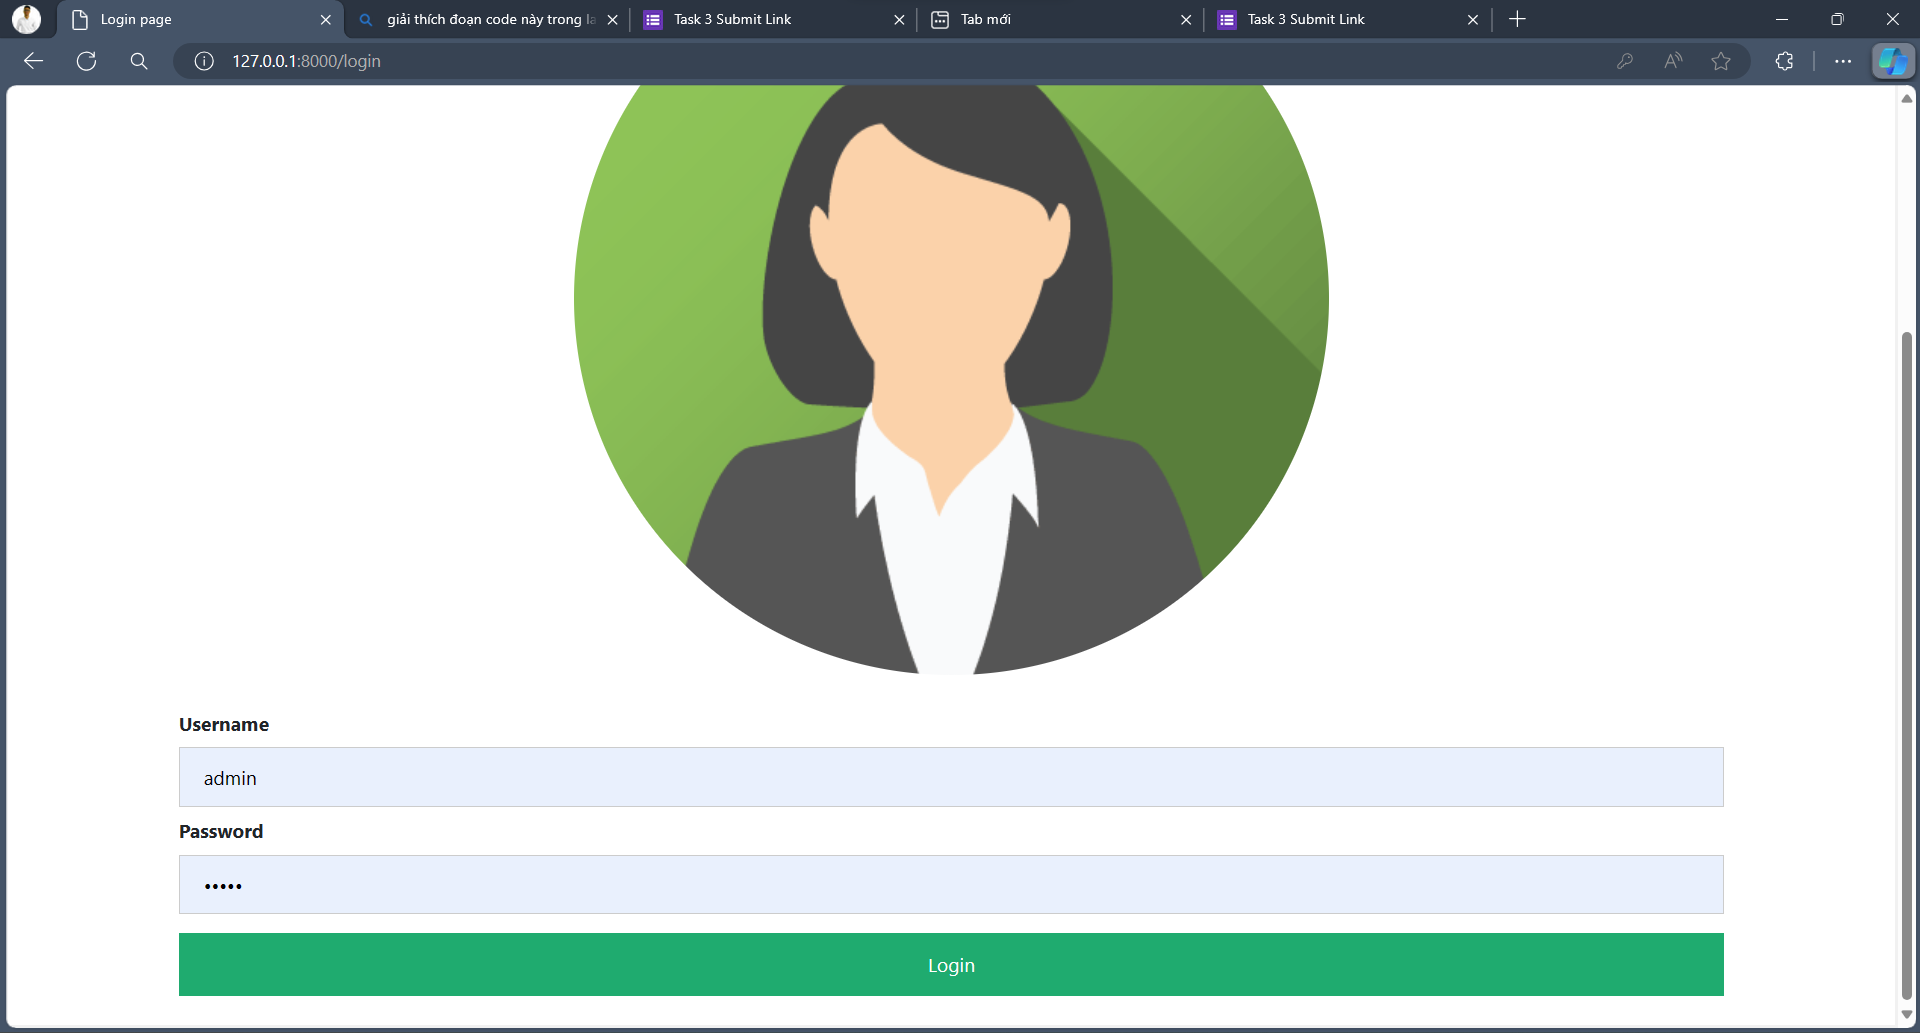 Login page
giải thích đoạn code này trong la
Task 3 Submit Link
Tab mới
Task 3 Submit Link
127.0.0.1:8000/login
Username
admin
Password
•••••
Login